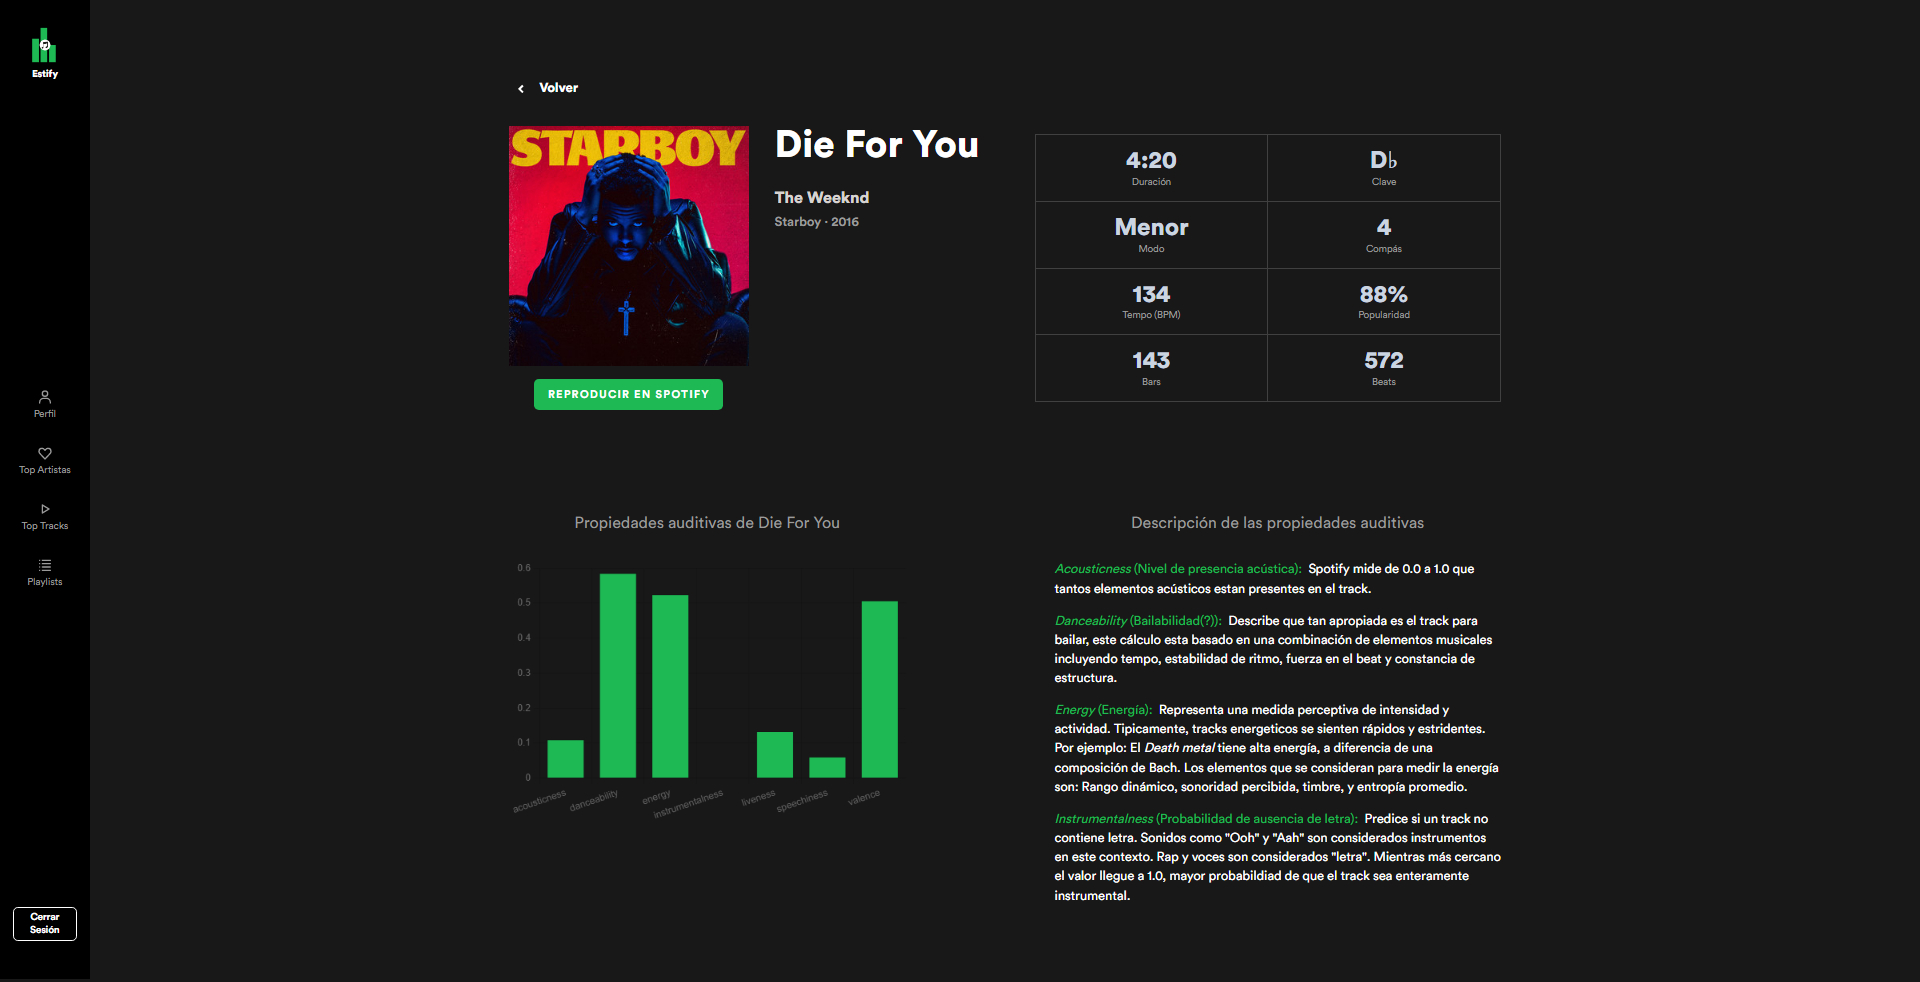 Estify
Perfil
Top Artistas
Top Tracks
Playlists
Cerrar
Sesión
Volver
STARBOY
REPRODUCIR EN SPOTIFY
Die For You
The Weeknd
Starboy · 2016
4:20
Duración
D♭
Clave
Menor
Modo
4
Compás
134
Tempo (BPM)
88%
Popularidad
143
Bars
572
Beats
Propiedades auditivas de Die For You
0.6
0.5
0.4
0.3
0.2
0.1
0
acousticness
danceability
energy
instrumentalness
liveness
speechiness
valence
Descripción de las propiedades auditivas
Acousticness (Nivel de presencia acústica): Spotify mide de 0.0 a 1.0 que
tantos elementos acústicos estan presentes en el track.
Danceability (Bailabilidad(?)): Describe que tan apropiada es el track para
bailar, este cálculo esta basado en una combinación de elementos musicales
incluyendo tempo, estabilidad de ritmo, fuerza en el beat y constancia de
estructura.
Energy (Energía): Representa una medida perceptiva de intensidad y
actividad. Tipicamente, tracks energeticos se sienten rápidos y estridentes.
Por ejemplo: El Death metal tiene alta energía, a diferencia de una
composición de Bach. Los elementos que se consideran para medir la energía
son: Rango dinámico, sonoridad percibida, timbre, y entropía promedio.
Instrumentalness (Probabilidad de ausencia de letra): Predice si un track no
contiene letra. Sonidos como "Ooh" y "Aah" son considerados instrumentos
en este contexto. Rap y voces son considerados "letra". Mientras más cercano
el valor llegue a 1.0, mayor probabildiad de que el track sea enteramente
instrumental.